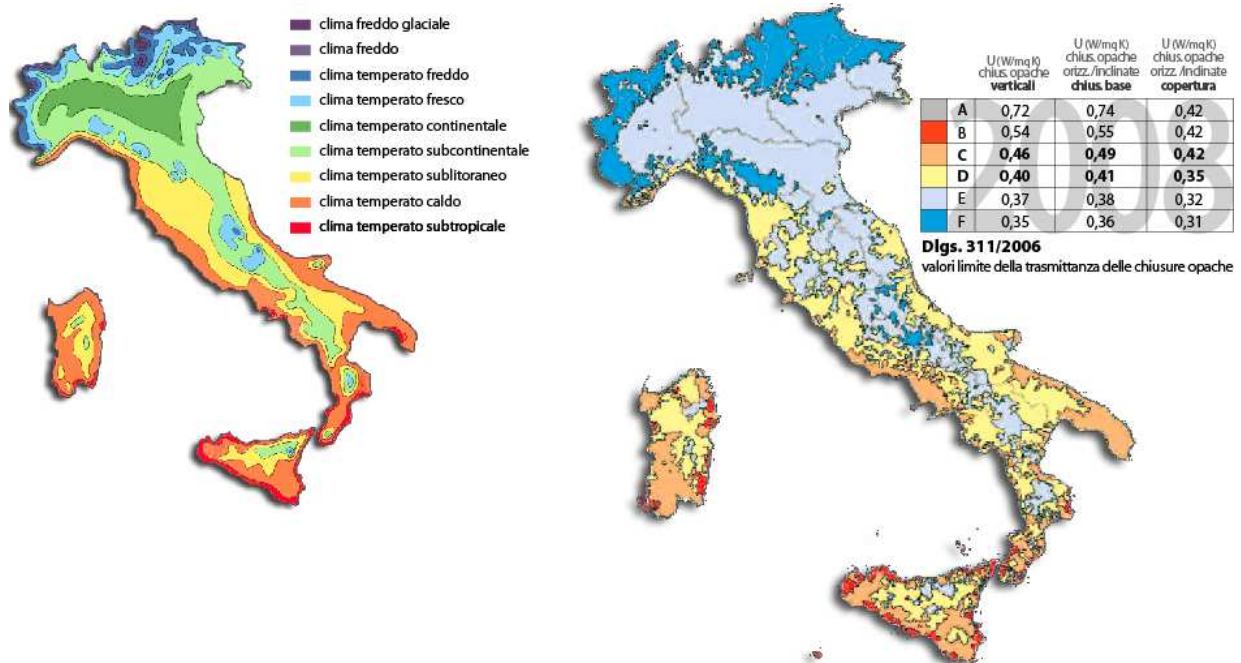 clima freddo glaciale
clima freddo
clima temperato freddo
clima temperato fresco
clima temperato continentale
clima temperato subcontinentale
clima temperato sublitoraneo
clima temperato caldo
clima temperato subtropicale
U (W/mq K)
chius. opache
verticali
U (W/mq K)
chius. opache
orizz./inclinate
chius. base
U (W/mq K)
chius. opache
orizz./inclinate
copertura
2008
A 0,72 0,74 0,42
B 0,54 0,55 0,42
C 0,46 0,49 0,42
D 0,40 0,41 0,35
E 0,37 0,38 0,32
F 0,35 0,36 0,31
Dlgs. 311/2006
valori limite della trasmittanza delle chiusure opache